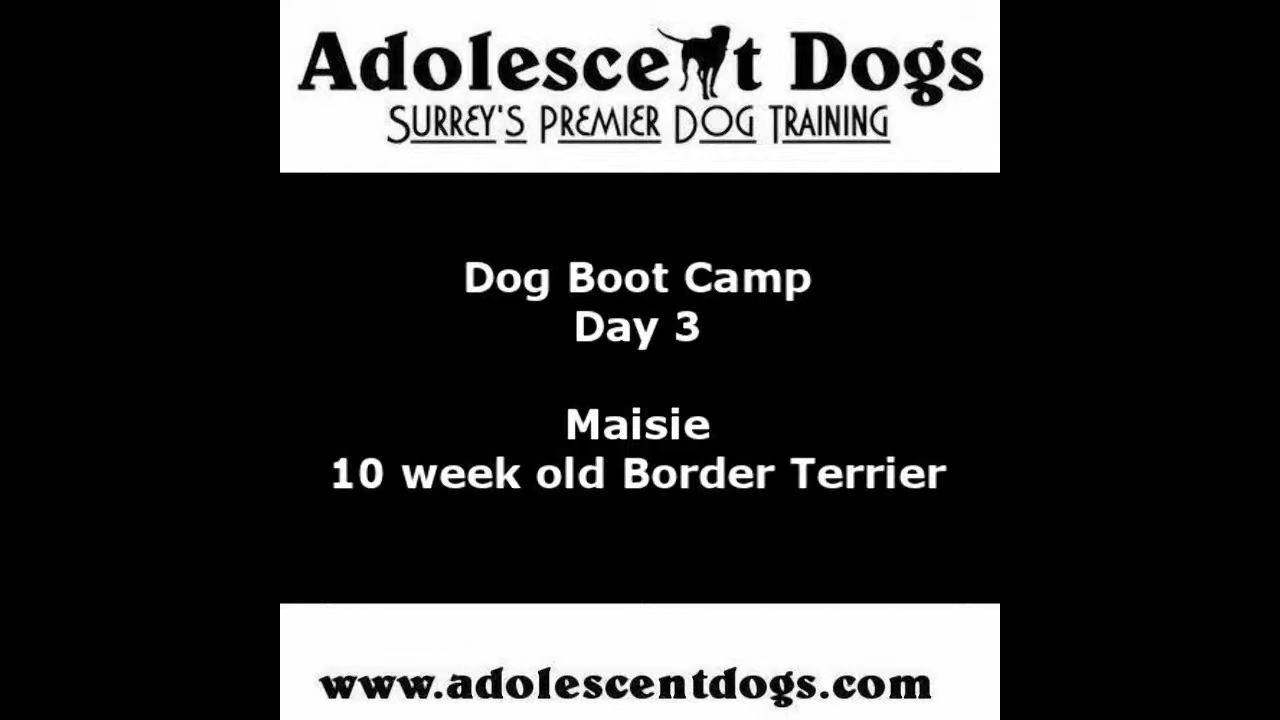 Adolescent Dogs
SURREY'S PREMIER DOG TRAINING
Dog Boot Camp
Day 3
Maisie
10 week old Border Terrier
www.adolescentdogs.com